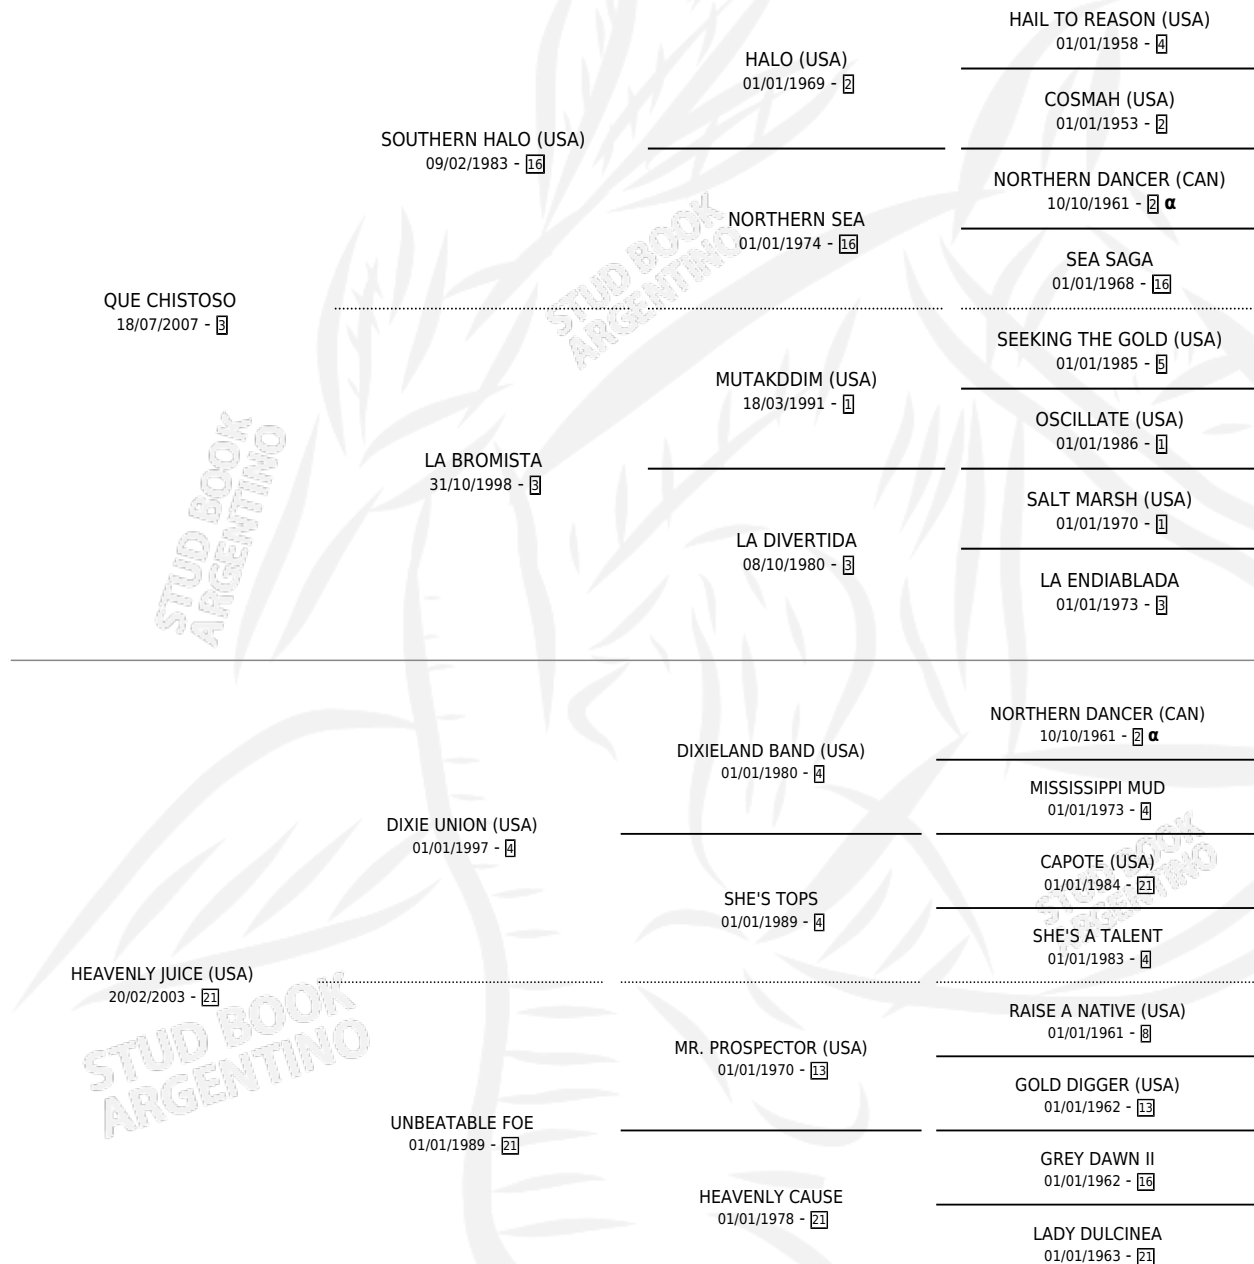 HAIL TO REASON (USA)
01/01/1958 - 4
HALO (USA)
01/01/1969 - 2
COSMAH (USA)
01/01/1953 - 2
SOUTHERN HALO (USA)
09/02/1983 - 16
NORTHERN DANCER (CAN)
10/10/1961 - 2 α
NORTHERN SEA
01/01/1974 - 16
SEA SAGA
01/01/1968 - 16
QUE CHISTOSO
18/07/2007 - 3
STUD BOOK
ARGENTINO
SEEKING THE GOLD (USA)
01/01/1985 - 5
MUTAKDDIM (USA)
18/03/1991 - 1
OSCILLATE (USA)
01/01/1986 - 1
LA BROMISTA
31/10/1998 - 3
SALT MARSH (USA)
01/01/1970 - 1
LA DIVERTIDA
08/10/1980 - 3
LA ENDIABLADA
01/01/1973 - 3
STUD BOOK
ARGENTINO
NORTHERN DANCER (CAN)
10/10/1961 - 2 α
DIXIELAND BAND (USA)
01/01/1980 - 4
MISSISSIPPI MUD
01/01/1973 - 4
DIXIE UNION (USA)
01/01/1997 - 4
CAPOTE (USA)
01/01/1984 - 21
STUD BOOK
ARGENTINO
SHE'S TOPS
01/01/1989 - 4
SHE'S A TALENT
01/01/1983 - 4
HEAVENLY JUICE (USA)
20/02/2003 - 21
STUD BOOK
ARGENTINO
RAISE A NATIVE (USA)
01/01/1961 - 8
MR. PROSPECTOR (USA)
01/01/1970 - 13
GOLD DIGGER (USA)
01/01/1962 - 13
UNBEATABLE FOE
01/01/1989 - 21
GREY DAWN II
01/01/1962 - 16
HEAVENLY CAUSE
01/01/1978 - 21
LADY DULCINEA
01/01/1963 - 21